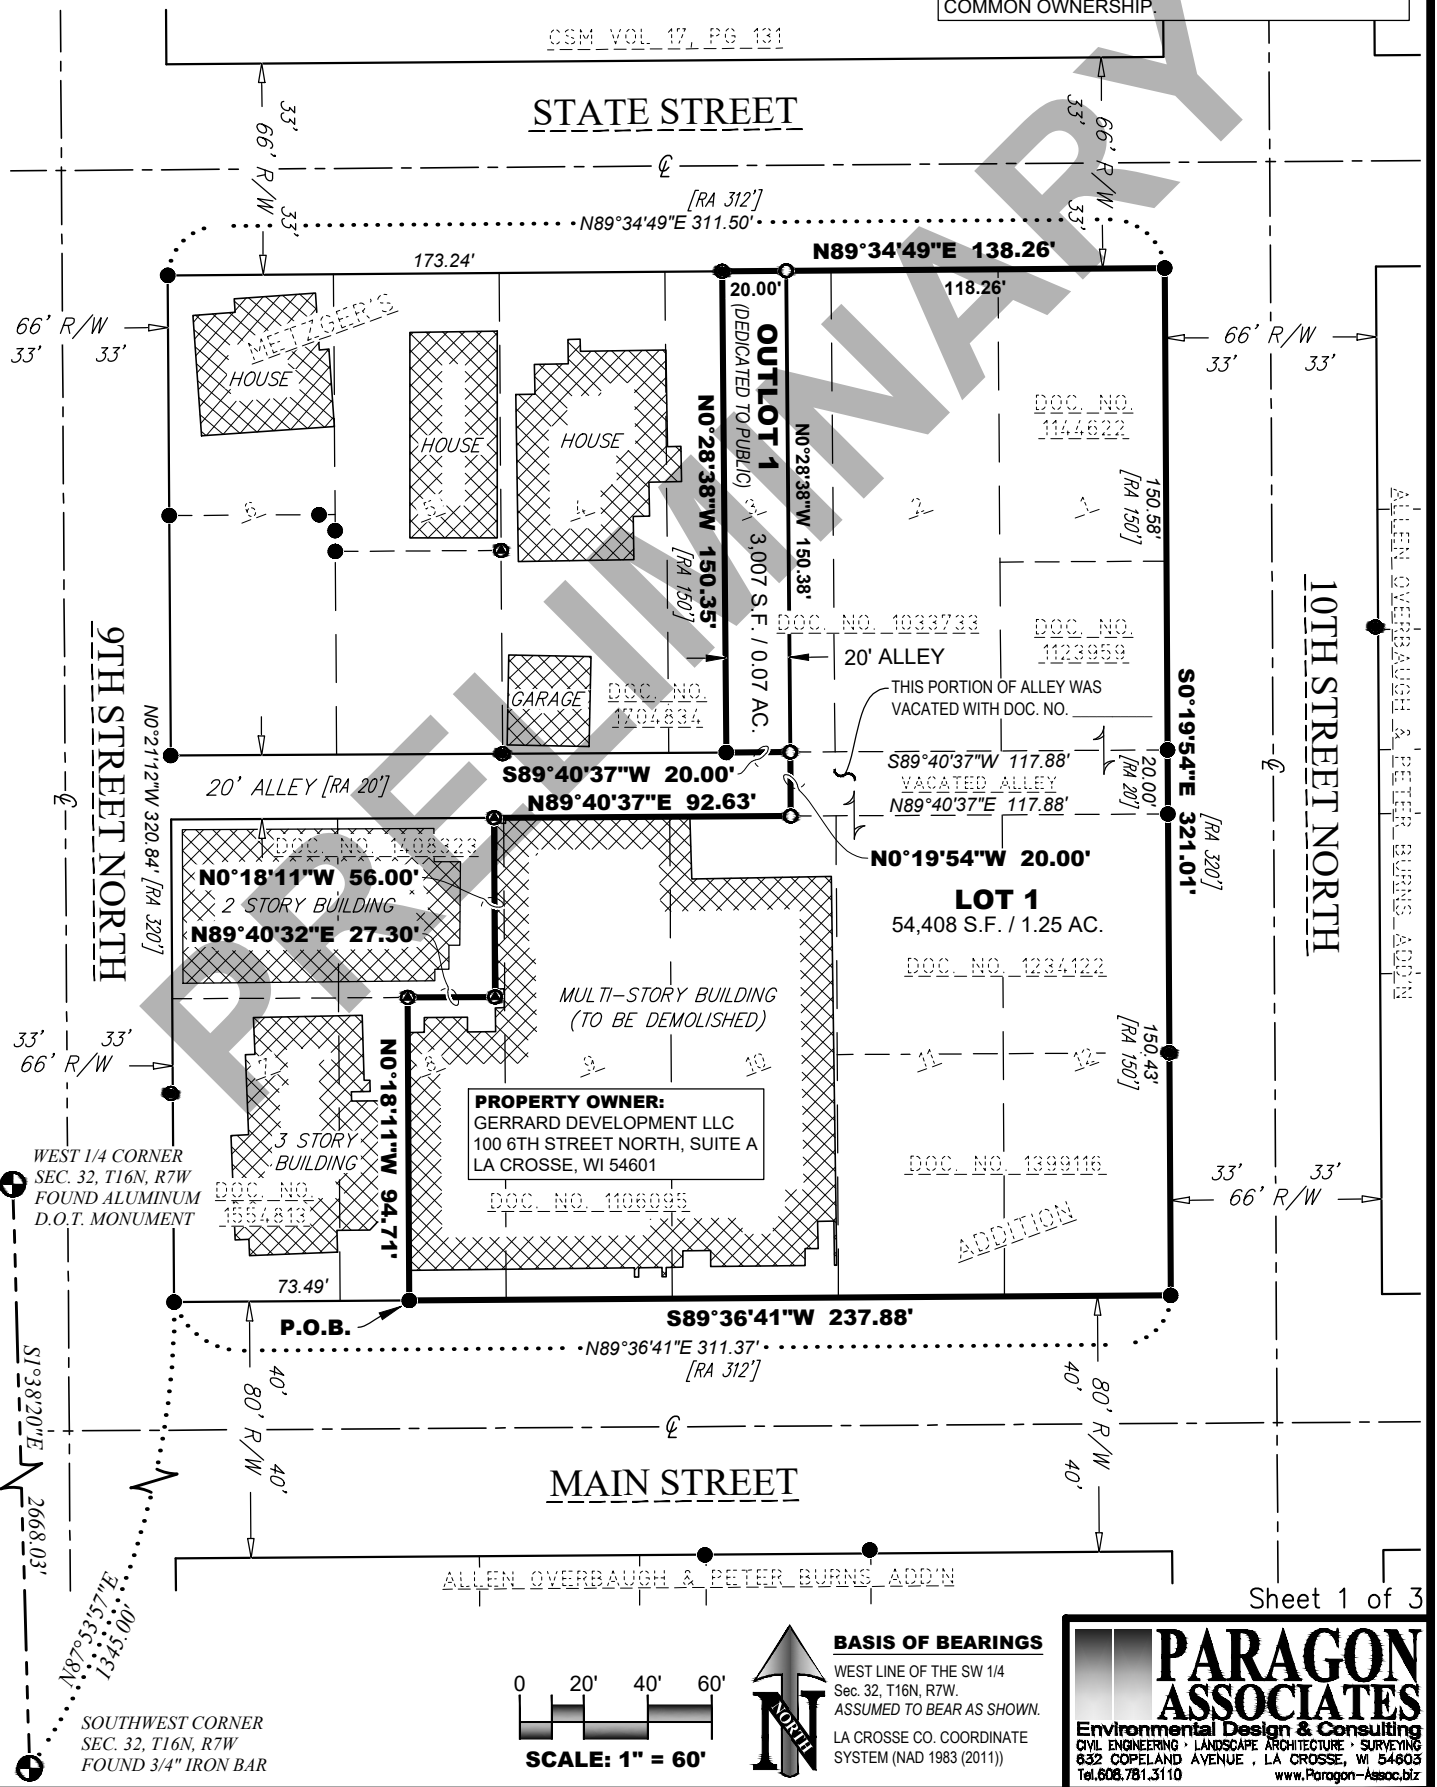 COMMON OWNERSHIP.
CSM VOL 17, PG 131
STATE STREET
33'
66' R/W
33'
33'
66' R/W
33'
℄
[RA 312']
N89°34'49"E 311.50'
173.24'
N89°34'49"E 138.26'
20.00'
118.26'
66' R/W
33' 33'
METZGER'S
HOUSE
HOUSE
HOUSE
GARAGE
OUTLOT 1
(DEDICATED TO PUBLIC)
3,007 S.F. / 0.07 AC.
N0°28'38"W 150.35'
[RA 150']
N0°28'38"W 150.38'
6
5
4
3
2
1
DOC. NO.
1144622
150.58'
[RA 150']
66' R/W
33' 33'
DOC. NO. 1033733
DOC. NO.
1123959
20' ALLEY
DOC. NO.
1704834
THIS PORTION OF ALLEY WAS
VACATED WITH DOC. NO. ________
9TH STREET NORTH
N0°21'12"W 320.84' [RA 320']
℄
10TH STREET NORTH
℄
ALLEN OVERBAUGH & PETER BURNS ADD'N
S0°19'54"E 321.01'
[RA 320']
20' ALLEY [RA 20']
S89°40'37"W 20.00'
N89°40'37"E 92.63'
S89°40'37"W 117.88'
VACATED ALLEY
N89°40'37"E 117.88'
20.00'
[RA 20']
N0°19'54"W 20.00'
N0°18'11"W 56.00'
2 STORY BUILDING
N89°40'32"E 27.30'
LOT 1
54,408 S.F. / 1.25 AC.
DOC. NO. 1234122
MULTI-STORY BUILDING
(TO BE DEMOLISHED)
33' 33'
66' R/W
7
8
9
10
11
12
150.43'
[RA 150']
N0°18'11"W 94.71'
PROPERTY OWNER:
GERRARD DEVELOPMENT LLC
100 6TH STREET NORTH, SUITE A
LA CROSSE, WI 54601
3 STORY
BUILDING
DOC. NO.
DOC. NO. 1106095
DOC. NO. 1399116
ADDITION
33' 33'
66' R/W
WEST 1/4 CORNER
SEC. 32, T16N, R7W
FOUND ALUMINUM
D.O.T. MONUMENT
73.49'
P.O.B.
S89°36'41"W 237.88'
N89°36'41"E 311.37'
[RA 312']
40'
80' R/W
40'
40'
80' R/W
40'
℄
MAIN STREET
S1°38'20"E 2668.03'
N87°53'57"E
1345.00'
ALLEN OVERBAUGH & PETER BURNS ADD'N
SOUTHWEST CORNER
SEC. 32, T16N, R7W
FOUND 3/4" IRON BAR
0 20' 40' 60'
SCALE: 1" = 60'
NORTH
N
BASIS OF BEARINGS
WEST LINE OF THE SW 1/4
Sec. 32, T16N, R7W.
ASSUMED TO BEAR AS SHOWN.
LA CROSSE CO. COORDINATE
SYSTEM (NAD 1983 (2011))
Sheet 1 of 3
PARAGON
ASSOCIATES
Environmental Design & Consulting
CIVIL ENGINEERING · LANDSCAPE ARCHITECTURE · SURVEYING
632 COPELAND AVENUE , LA CROSSE, WI 54603
Tel.608.781.3110 www.Paragon-Assoc.biz
PRELIMINARY